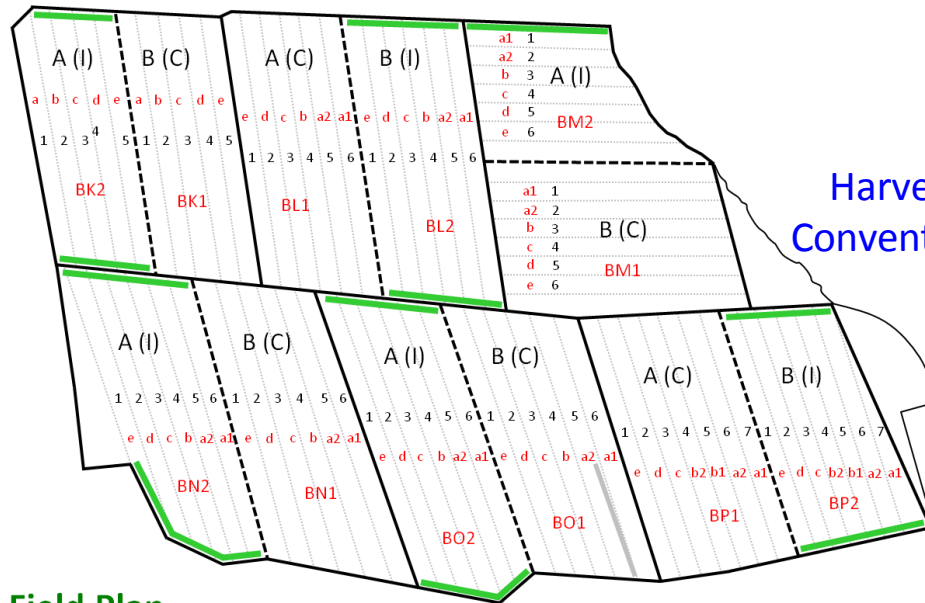 A (I)
B (C)
A (C)
B (I)
a b c d e
a b c d e
e d c b a2 a1
e d c b a2 a1
1 2 3 4 5
1 2 3 4 5
1 2 3 4 5 6
1 2 3 4 5 6
BK2
BK1
BL1
BL2
a1 1
a2 2
b 3
c 4
d 5
e 6
A (I)
BM2
a1 1
a2 2
b 3
c 4
d 5
e 6
B (C)
BM1
Harve
Convent
A (I)
B (C)
A (I)
B (C)
A (C)
B (I)
1 2 3 4 5 6
1 2 3 4 5 6
1 2 3 4 5 6
1 2 3 4 5 6
1 2 3 4 5 6 7
1 2 3 4 5 6 7
e d c b a2 a1
e d c b a2 a1
e d c b a2 a1
e d c b a2 a1
e d c b2 b1 a2 a1
e d c b2 b1 a2 a1
BN2
BN1
BO2
BO1
BP1
BP2
Field Plan